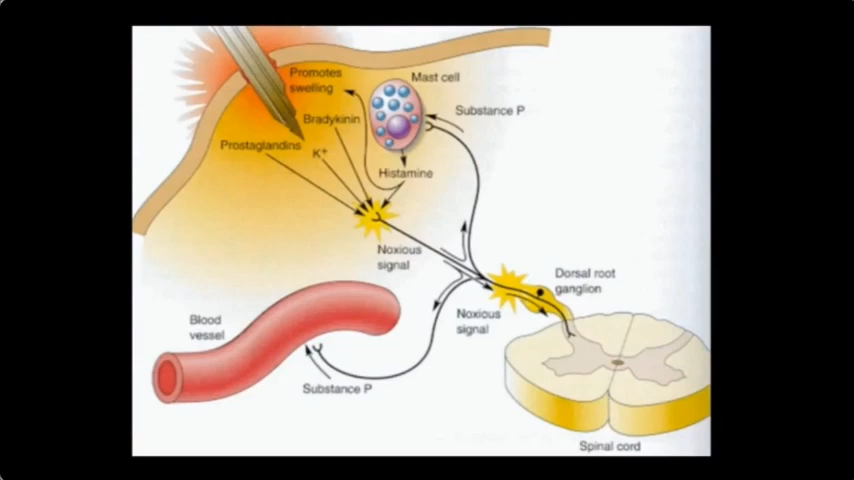 Promotes
swelling
Mast cell
Substance P
Bradykinin
Prostaglandins
K+
Histamine
Noxious
signal
Dorsal root
ganglion
Noxious
signal
Blood
vessel
Substance P
Spinal cord